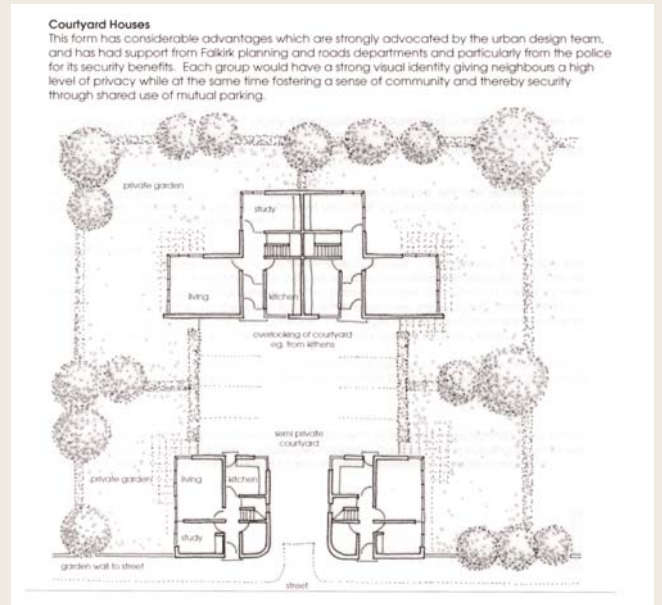 Courtyard Houses
This form has considerable advantages which are strongly advocated by the urban design team,
and has had support from Falkirk planning and roads departments and particularly from the police
for its security benefits. Each group would have a strong visual identity giving neighbours a high
level of privacy while at the same time fostering a sense of community and thereby security
through shared use of mutual parking.
private garden
study
living
kitchen
overlooking of courtyard
eg. from kithens
semi private
courtyard
private garden
living
kitchen
study
garden wall to street
street